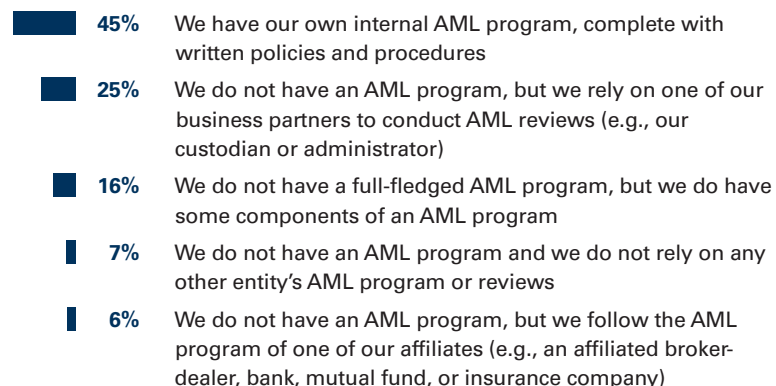 45% We have our own internal AML program, complete with
written policies and procedures
25% We do not have an AML program, but we rely on one of our
business partners to conduct AML reviews (e.g., our
custodian or administrator)
16% We do not have a full-fledged AML program, but we do have
some components of an AML program
7% We do not have an AML program and we do not rely on any
other entity’s AML program or reviews
6% We do not have an AML program, but we follow the AML
program of one of our affiliates (e.g., an affiliated broker-
dealer, bank, mutual fund, or insurance company)